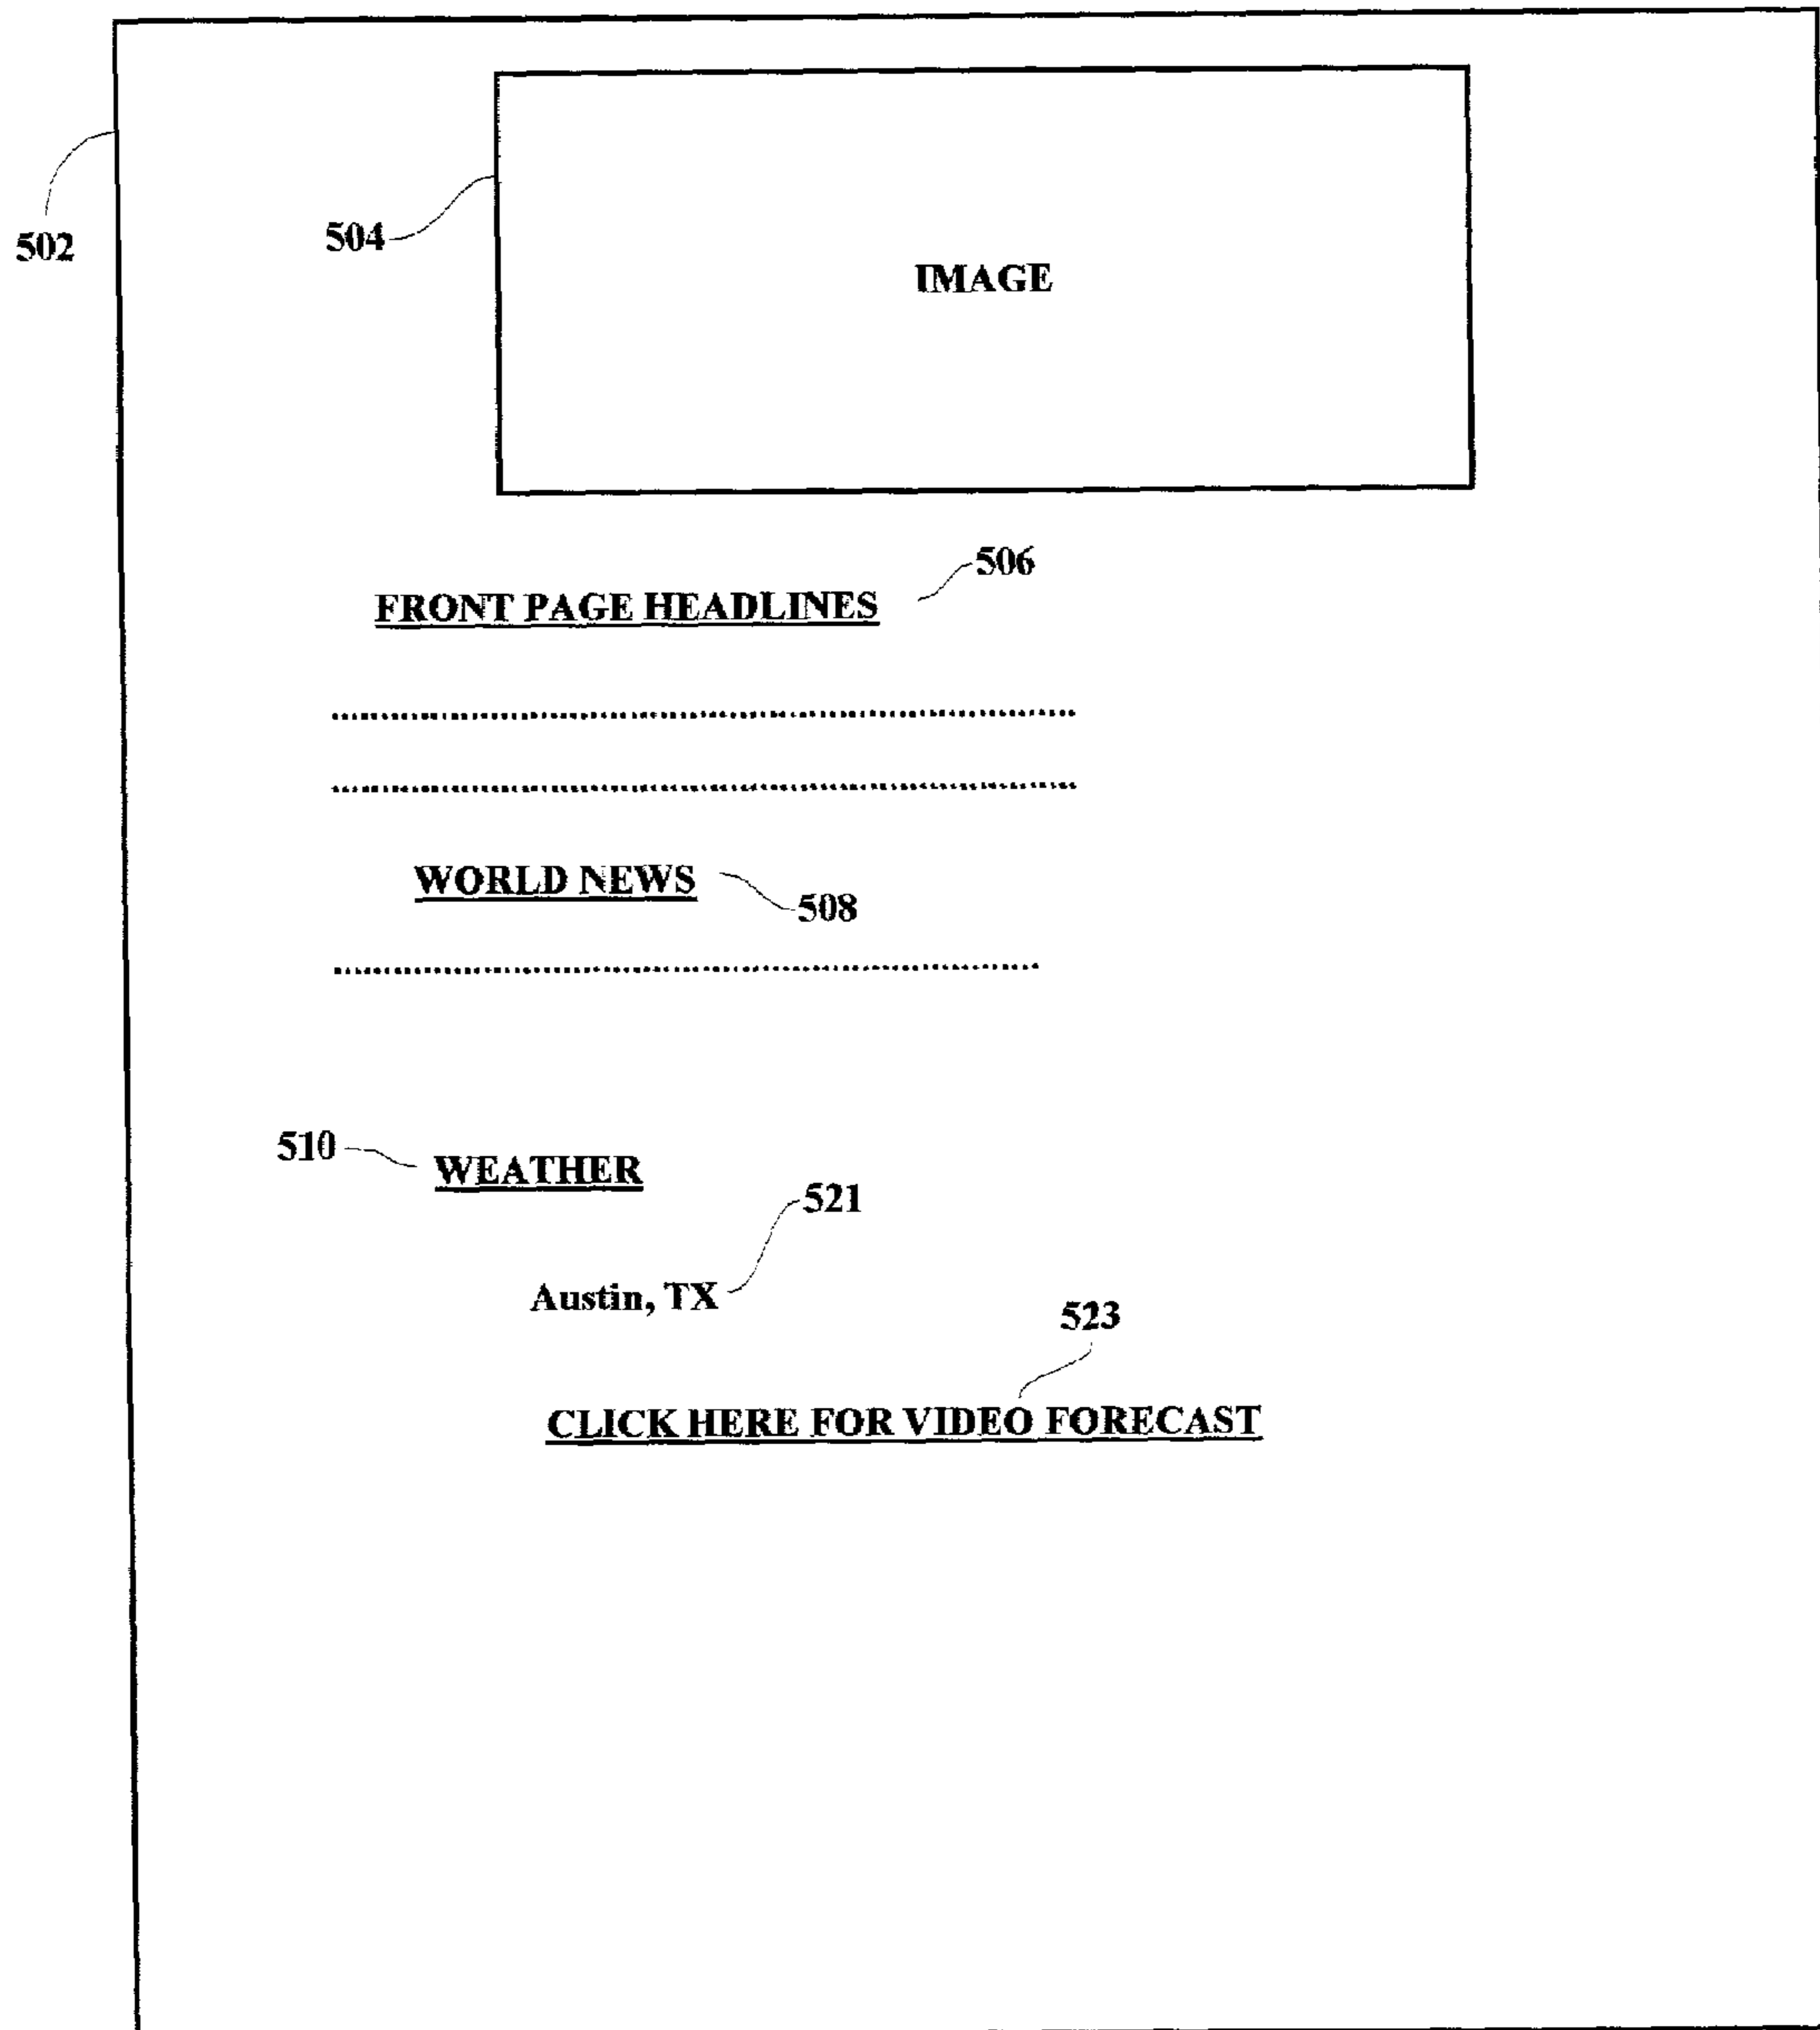 502
504
IMAGE
506
FRONT PAGE HEADLINES
WORLD NEWS
508
510
WEATHER
521
Austin, TX
523
CLICK HERE FOR VIDEO FORECAST